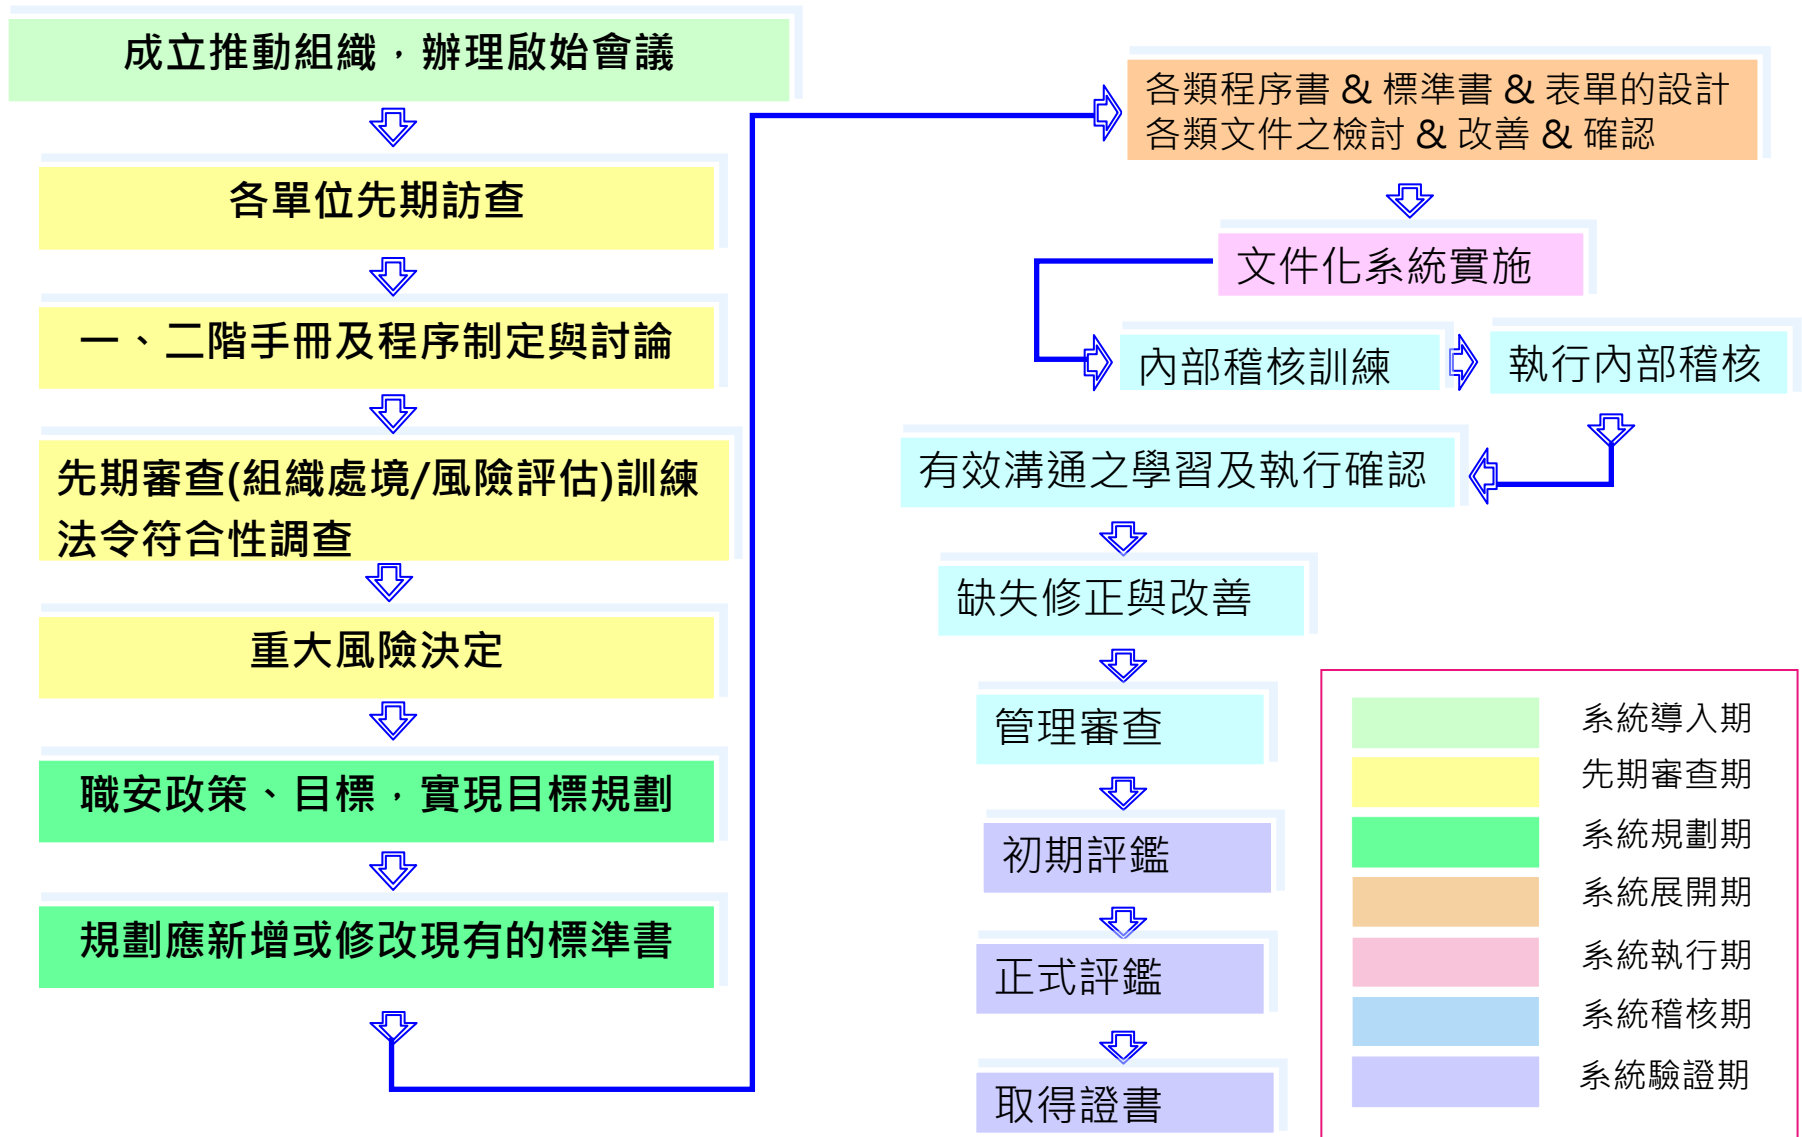 成立推動組織，辦理啟始會議
各單位先期訪查
一、二階手冊及程序制定與討論
先期審查(組織處境/風險評估)訓練
法令符合性調查
重大風險決定
職安政策、目標，實現目標規劃
規劃應新增或修改現有的標準書
各類程序書 & 標準書 & 表單的設計
各類文件之檢討 & 改善 & 確認
文件化系統實施
內部稽核訓練
執行內部稽核
有效溝通之學習及執行確認
缺失修正與改善
管理審查
初期評鑑
正式評鑑
取得證書
系統導入期
先期審查期
系統規劃期
系統展開期
系統執行期
系統稽核期
系統驗證期